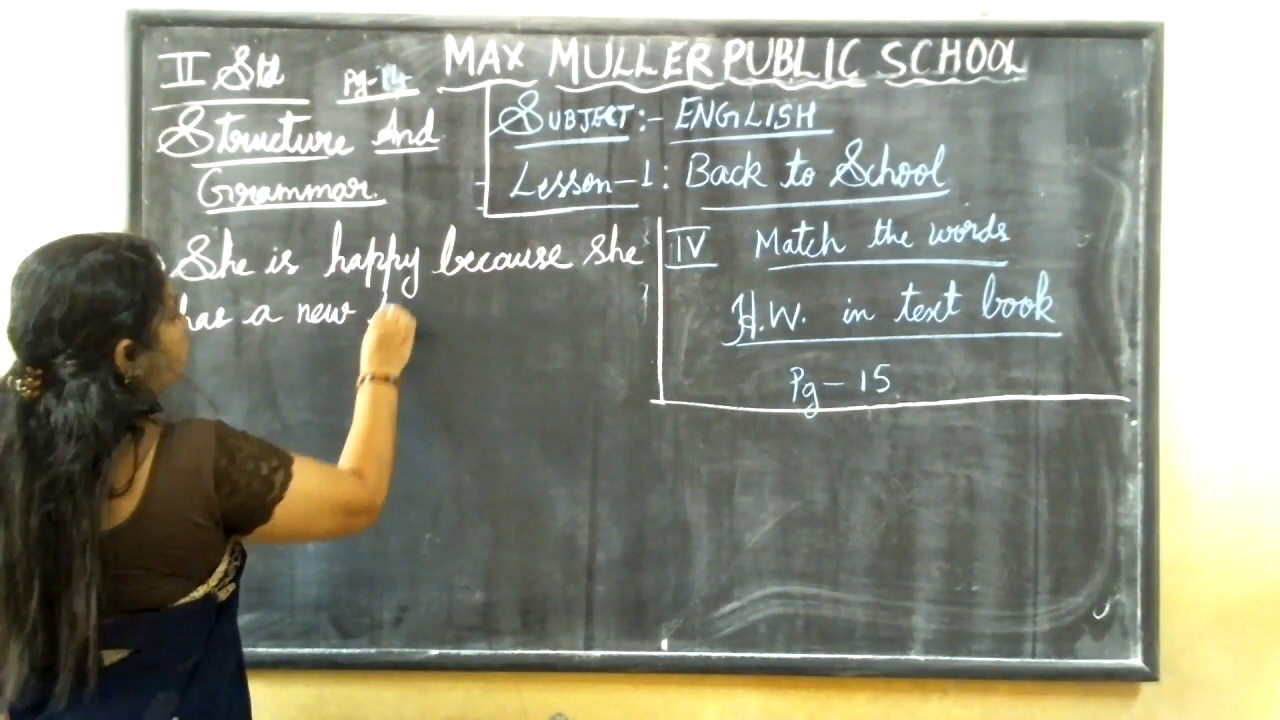 MAX MULLER PUBLIC SCHOOL
II Std pg-14
Structure And
Grammar.
SUBJECT:- ENGLISH
Lesson-1: Back to School
She is happy because she
has a new
IV Match the words
H.W. in text book
Pg-15.